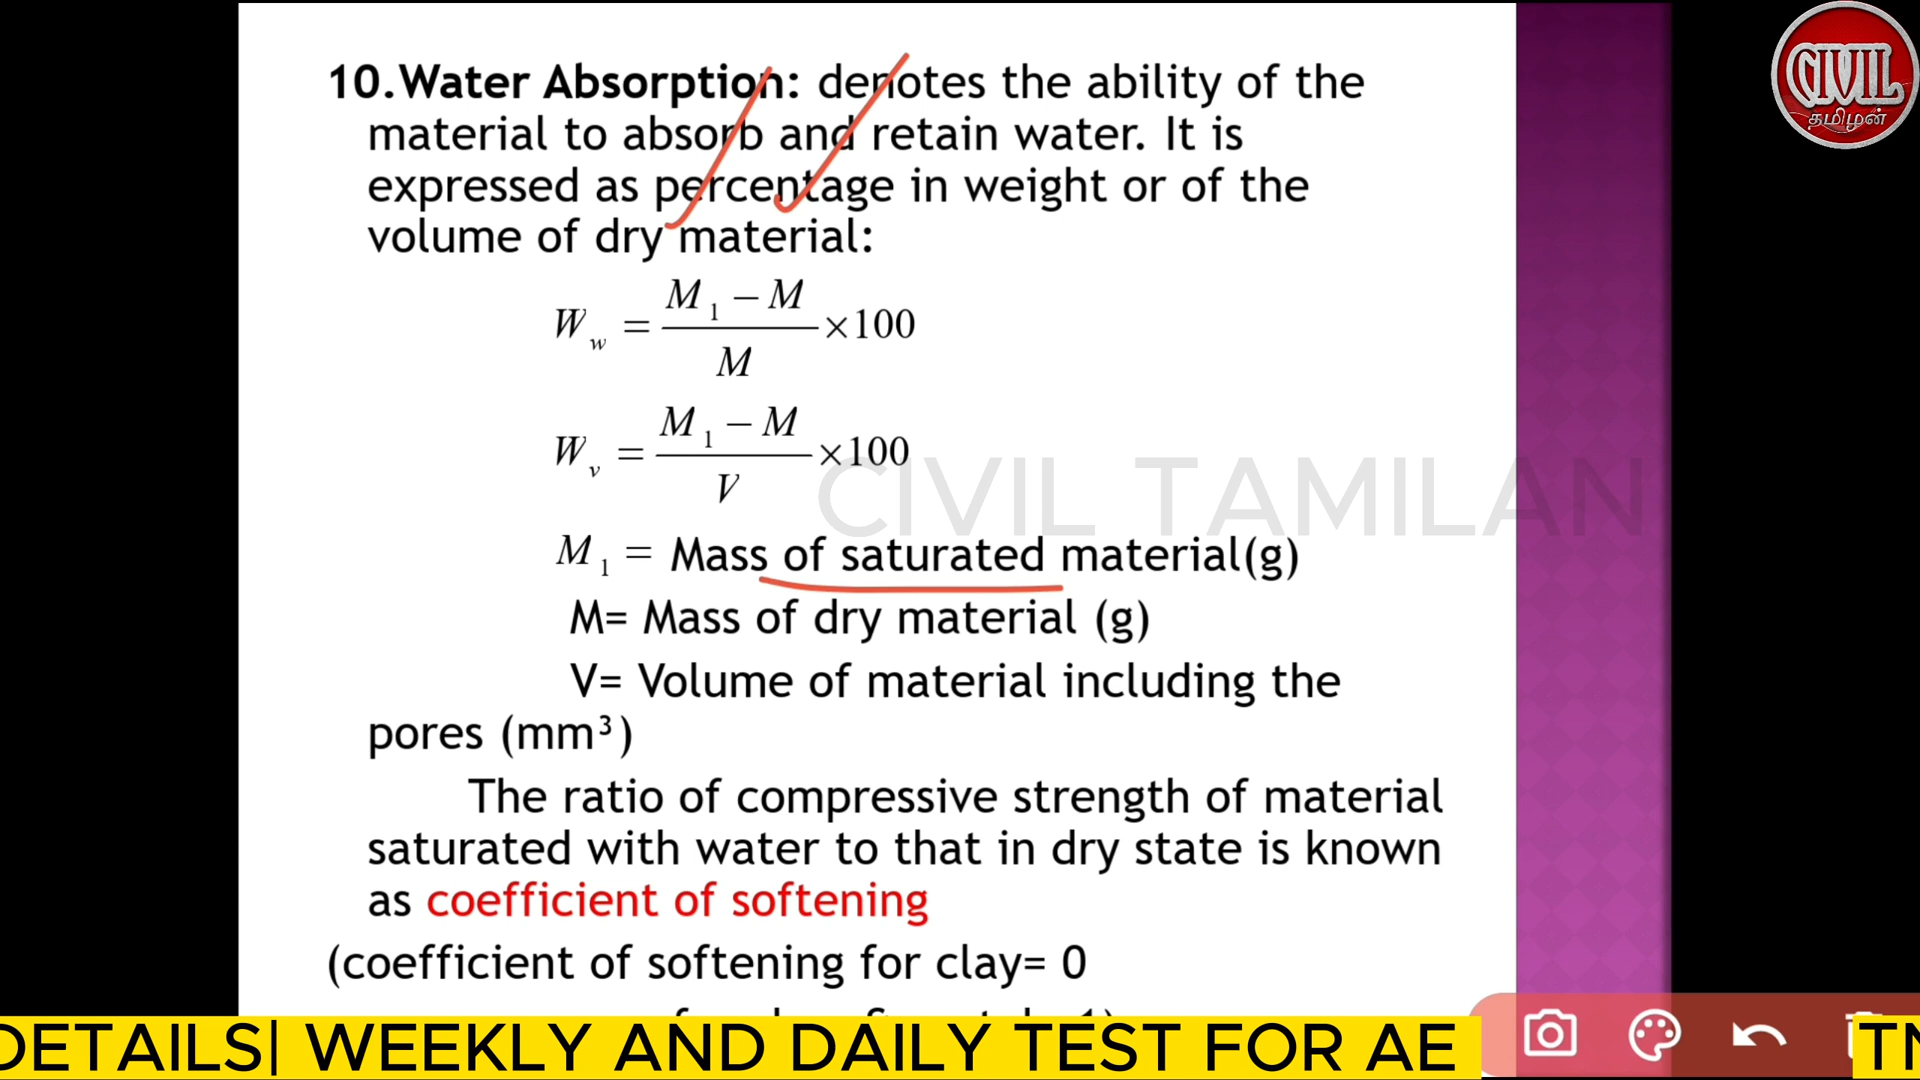 10.Water Absorption: denotes the ability of the
material to absorb and retain water. It is
expressed as percentage in weight or of the
volume of dry material:
W_w = (M_1 − M) / M ×100
W_v = (M_1 − M) / V ×100
M_1 = Mass of saturated material(g)
M= Mass of dry material (g)
V= Volume of material including the
pores (mm³)
The ratio of compressive strength of material
saturated with water to that in dry state is known
as coefficient of softening
(coefficient of softening for clay= 0
CIVIL
தமிழன்
CIVIL TAMILAN
DETAILS| WEEKLY AND DAILY TEST FOR AE